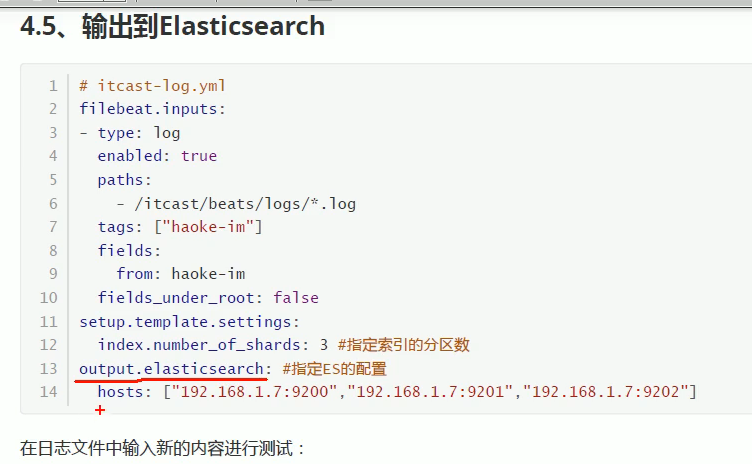 4.5、输出到Elasticsearch
1 # itcast-log.yml
2 filebeat.inputs:
3 - type: log
4   enabled: true
5   paths:
6     - /itcast/beats/logs/*.log
7   tags: ["haoke-im"]
8   fields:
9     from: haoke-im
10   fields_under_root: false
11 setup.template.settings:
12   index.number_of_shards: 3 #指定索引的分区数
13 output.elasticsearch: #指定ES的配置
14   hosts: ["192.168.1.7:9200","192.168.1.7:9201","192.168.1.7:9202"]
在日志文件中输入新的内容进行测试：